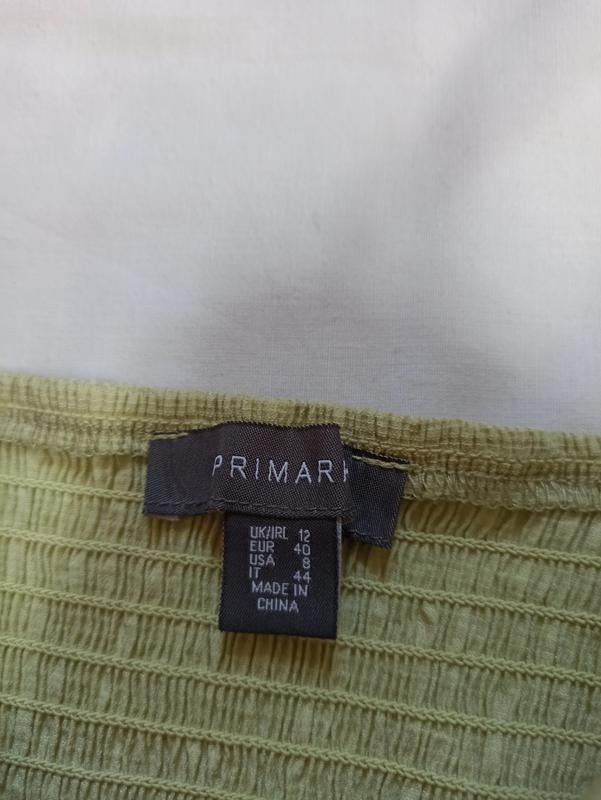 PRIMARK
UK/IRL 12
EUR 40
USA 8
IT 44
MADE IN
CHINA